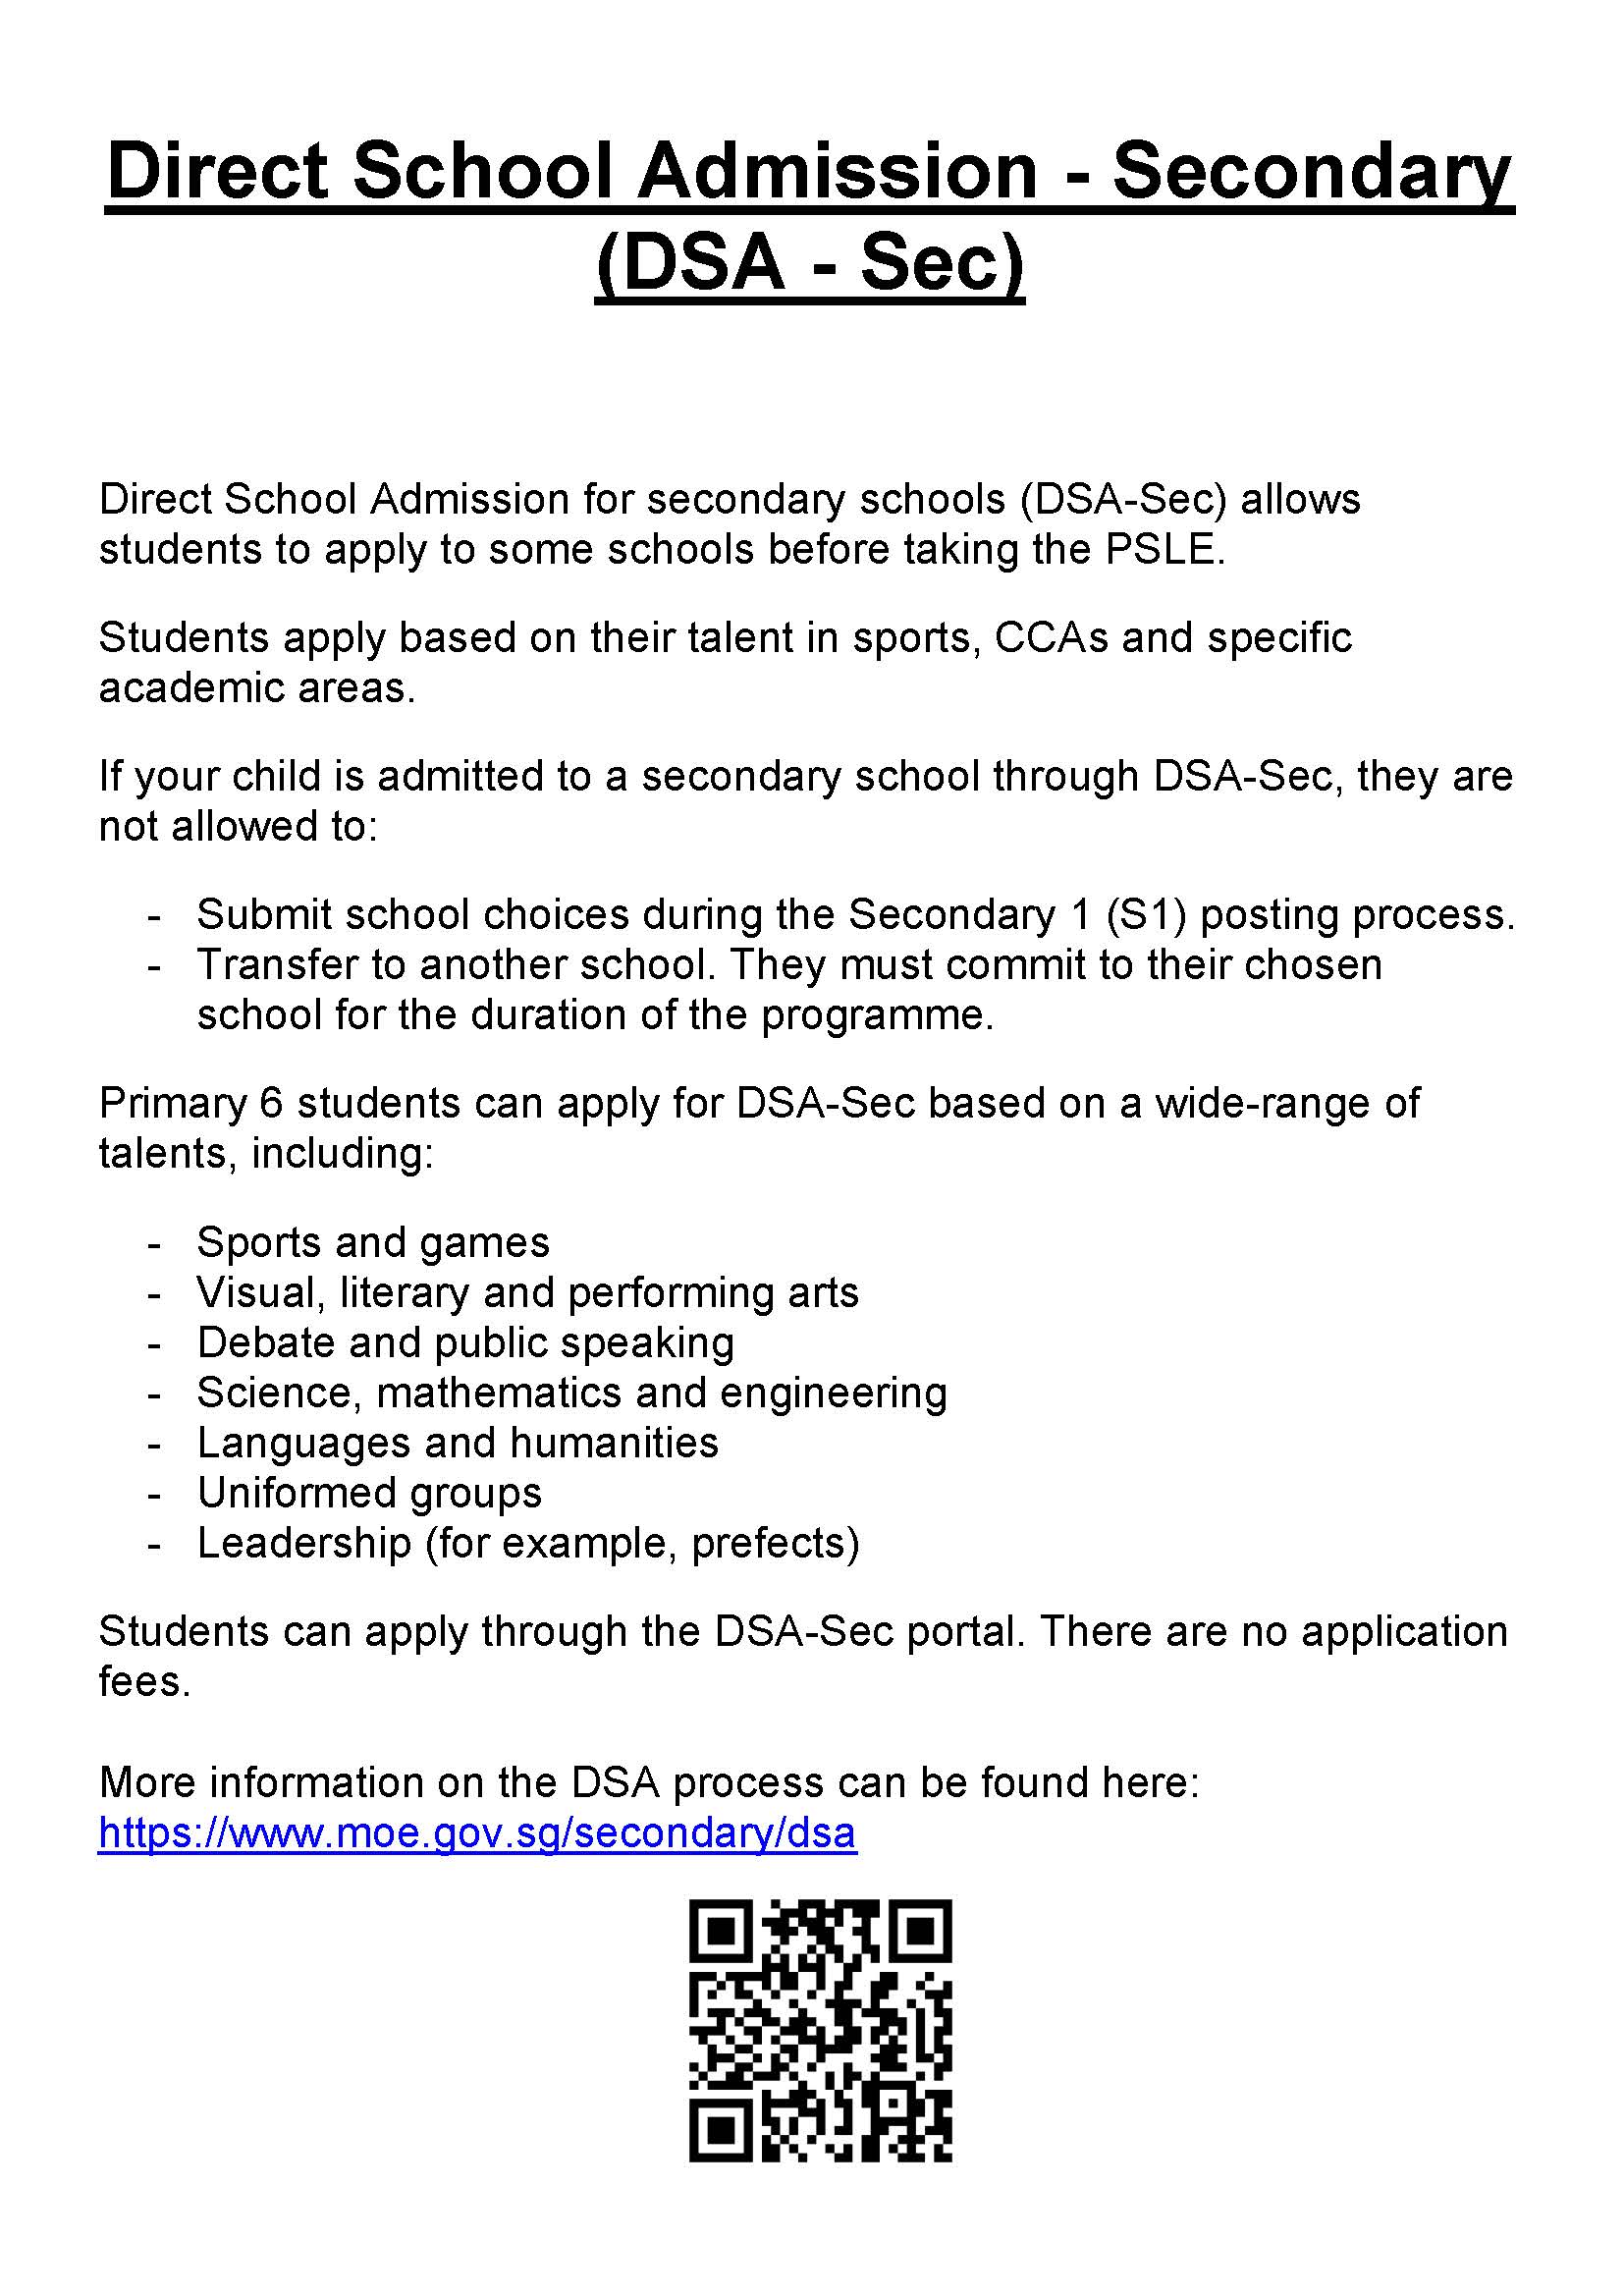 Direct School Admission - Secondary
(DSA - Sec)
Direct School Admission for secondary schools (DSA-Sec) allows
students to apply to some schools before taking the PSLE.
Students apply based on their talent in sports, CCAs and specific
academic areas.
If your child is admitted to a secondary school through DSA-Sec, they are
not allowed to:
- Submit school choices during the Secondary 1 (S1) posting process.
- Transfer to another school. They must commit to their chosen
school for the duration of the programme.
Primary 6 students can apply for DSA-Sec based on a wide-range of
talents, including:
- Sports and games
- Visual, literary and performing arts
- Debate and public speaking
- Science, mathematics and engineering
- Languages and humanities
- Uniformed groups
- Leadership (for example, prefects)
Students can apply through the DSA-Sec portal. There are no application
fees.
More information on the DSA process can be found here:
https://www.moe.gov.sg/secondary/dsa